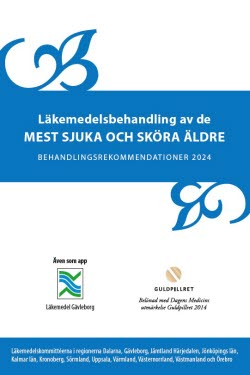 Läkemedelsbehandling av de
MEST SJUKA OCH SKÖRA ÄLDRE
BEHANDLINGSREKOMMENDATIONER 2024
Även som app
Läkemedel Gävleborg
GULDPILLRET
Belönad med Dagens Medicins
utmärkelse Guldpillret 2014
Läkemedelskommittéerna i regionerna Dalarna, Gävleborg, Jämtland Härjedalen, Jönköpings län,
Kalmar län, Kronoberg, Sörmland, Uppsala, Värmland, Västernorrland, Västmanland och Örebro